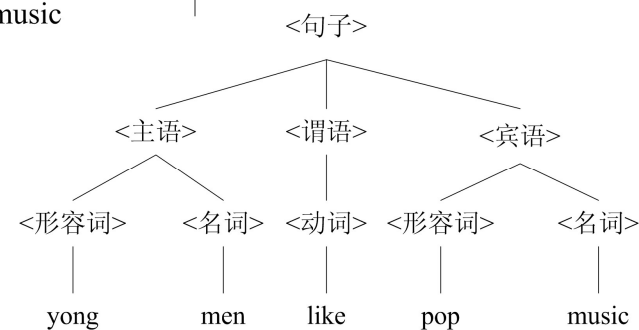 music
<句子>
<主语> <谓语> <宾语>
<形容词> <名词> <动词> <形容词> <名词>
yong men like pop music